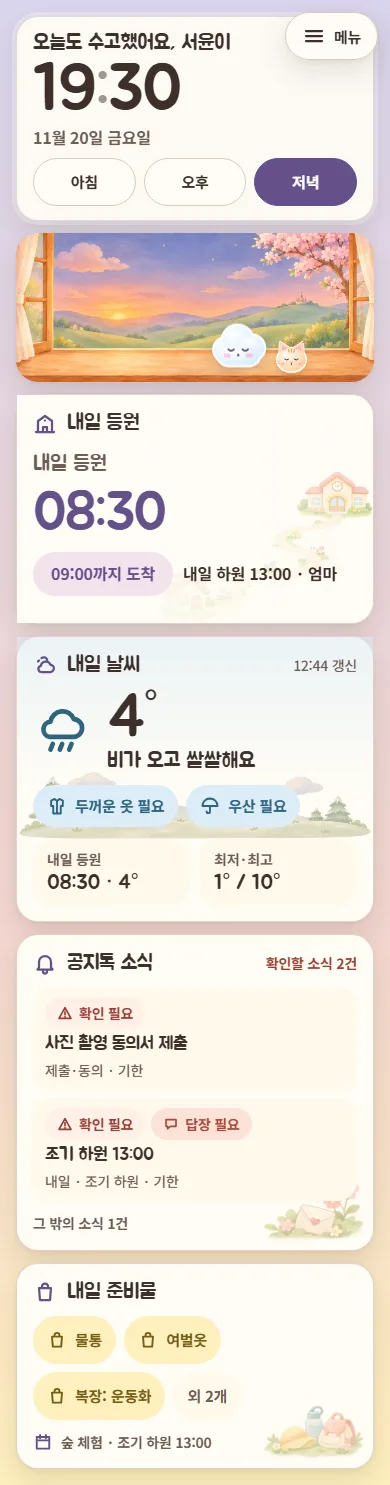 오늘도 수고했어요, 서윤이
메뉴
19:30
11월 20일 금요일
아침
오후
저녁
내일 등원
내일 등원
08:30
09:00까지 도착
내일 하원 13:00 · 엄마
내일 날씨
12:44 갱신
4°
비가 오고 쌀쌀해요
두꺼운 옷 필요
우산 필요
내일 등원
08:30 · 4°
최저·최고
1° / 10°
공지톡 소식
확인할 소식 2건
확인 필요
사진 촬영 동의서 제출
제출·동의 · 기한
확인 필요
답장 필요
조기 하원 13:00
내일 · 조기 하원 · 기한
그 밖의 소식 1건
내일 준비물
물통
여벌옷
복장: 운동화
외 2개
숲 체험 · 조기 하원 13:00